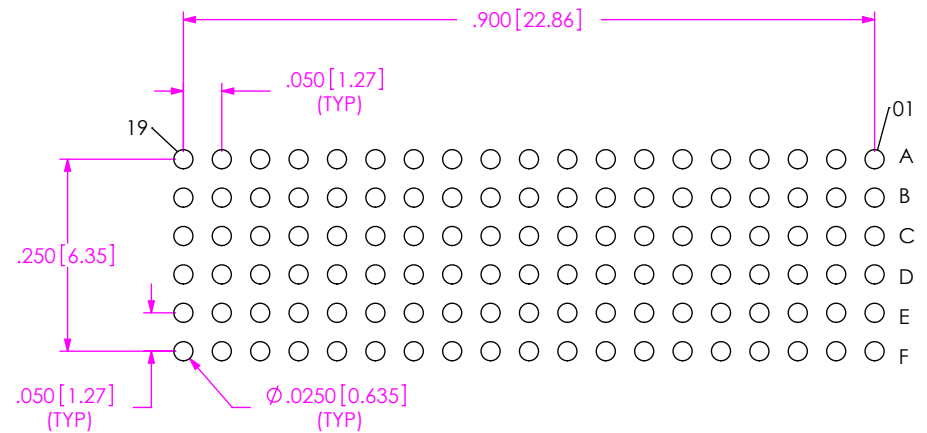 .900 [22.86]
.050 [1.27]
(TYP)
19
01
A
B
C
D
E
F
.250 [6.35]
.050 [1.27]
(TYP)
Ø.0250 [0.635]
(TYP)